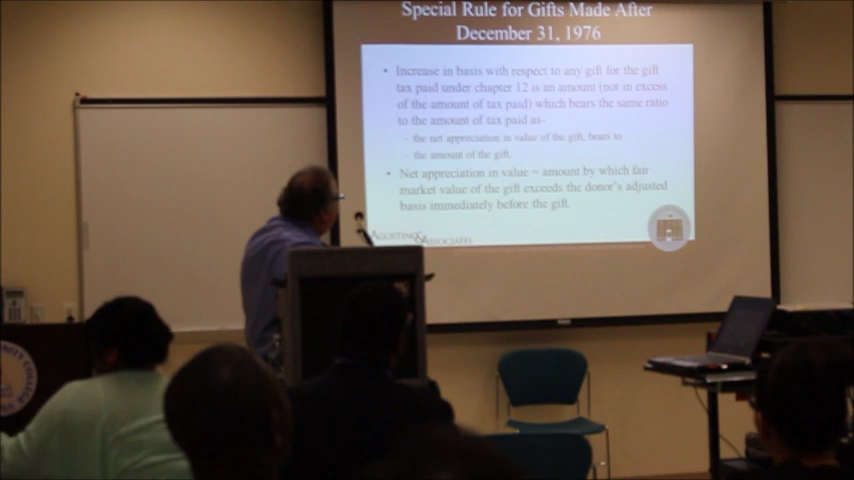 Special Rule for Gifts Made After
December 31, 1976
• Increase in basis with respect to any gift for the gift
tax paid under chapter 12 is an amount (not in excess
of the amount of tax paid) which bears the same ratio
to the amount of tax paid as-
– the net appreciation in value of the gift, bears to
– the amount of the gift.
• Net appreciation in value = amount by which fair
market value of the gift exceeds the donor's adjusted
basis immediately before the gift.
AGOSTINO & ASSOCIATES